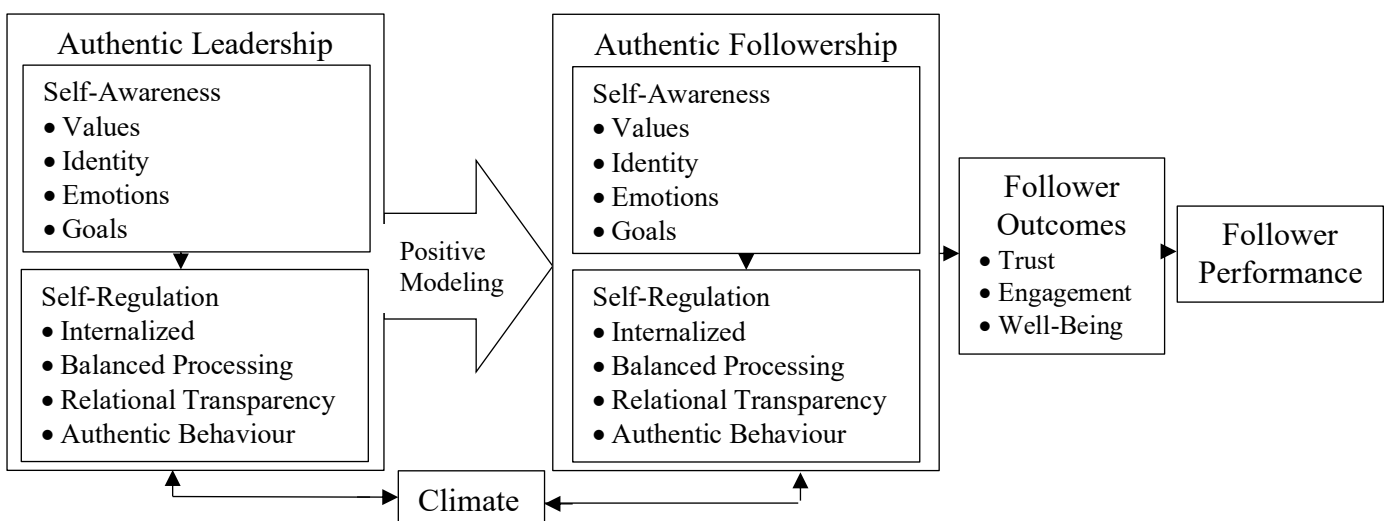 Authentic Leadership
Self-Awareness
• Values
• Identity
• Emotions
• Goals
Self-Regulation
• Internalized
• Balanced Processing
• Relational Transparency
• Authentic Behaviour
Positive
Modeling
Authentic Followership
Self-Awareness
• Values
• Identity
• Emotions
• Goals
Self-Regulation
• Internalized
• Balanced Processing
• Relational Transparency
• Authentic Behaviour
Climate
Follower
Outcomes
• Trust
• Engagement
• Well-Being
Follower
Performance